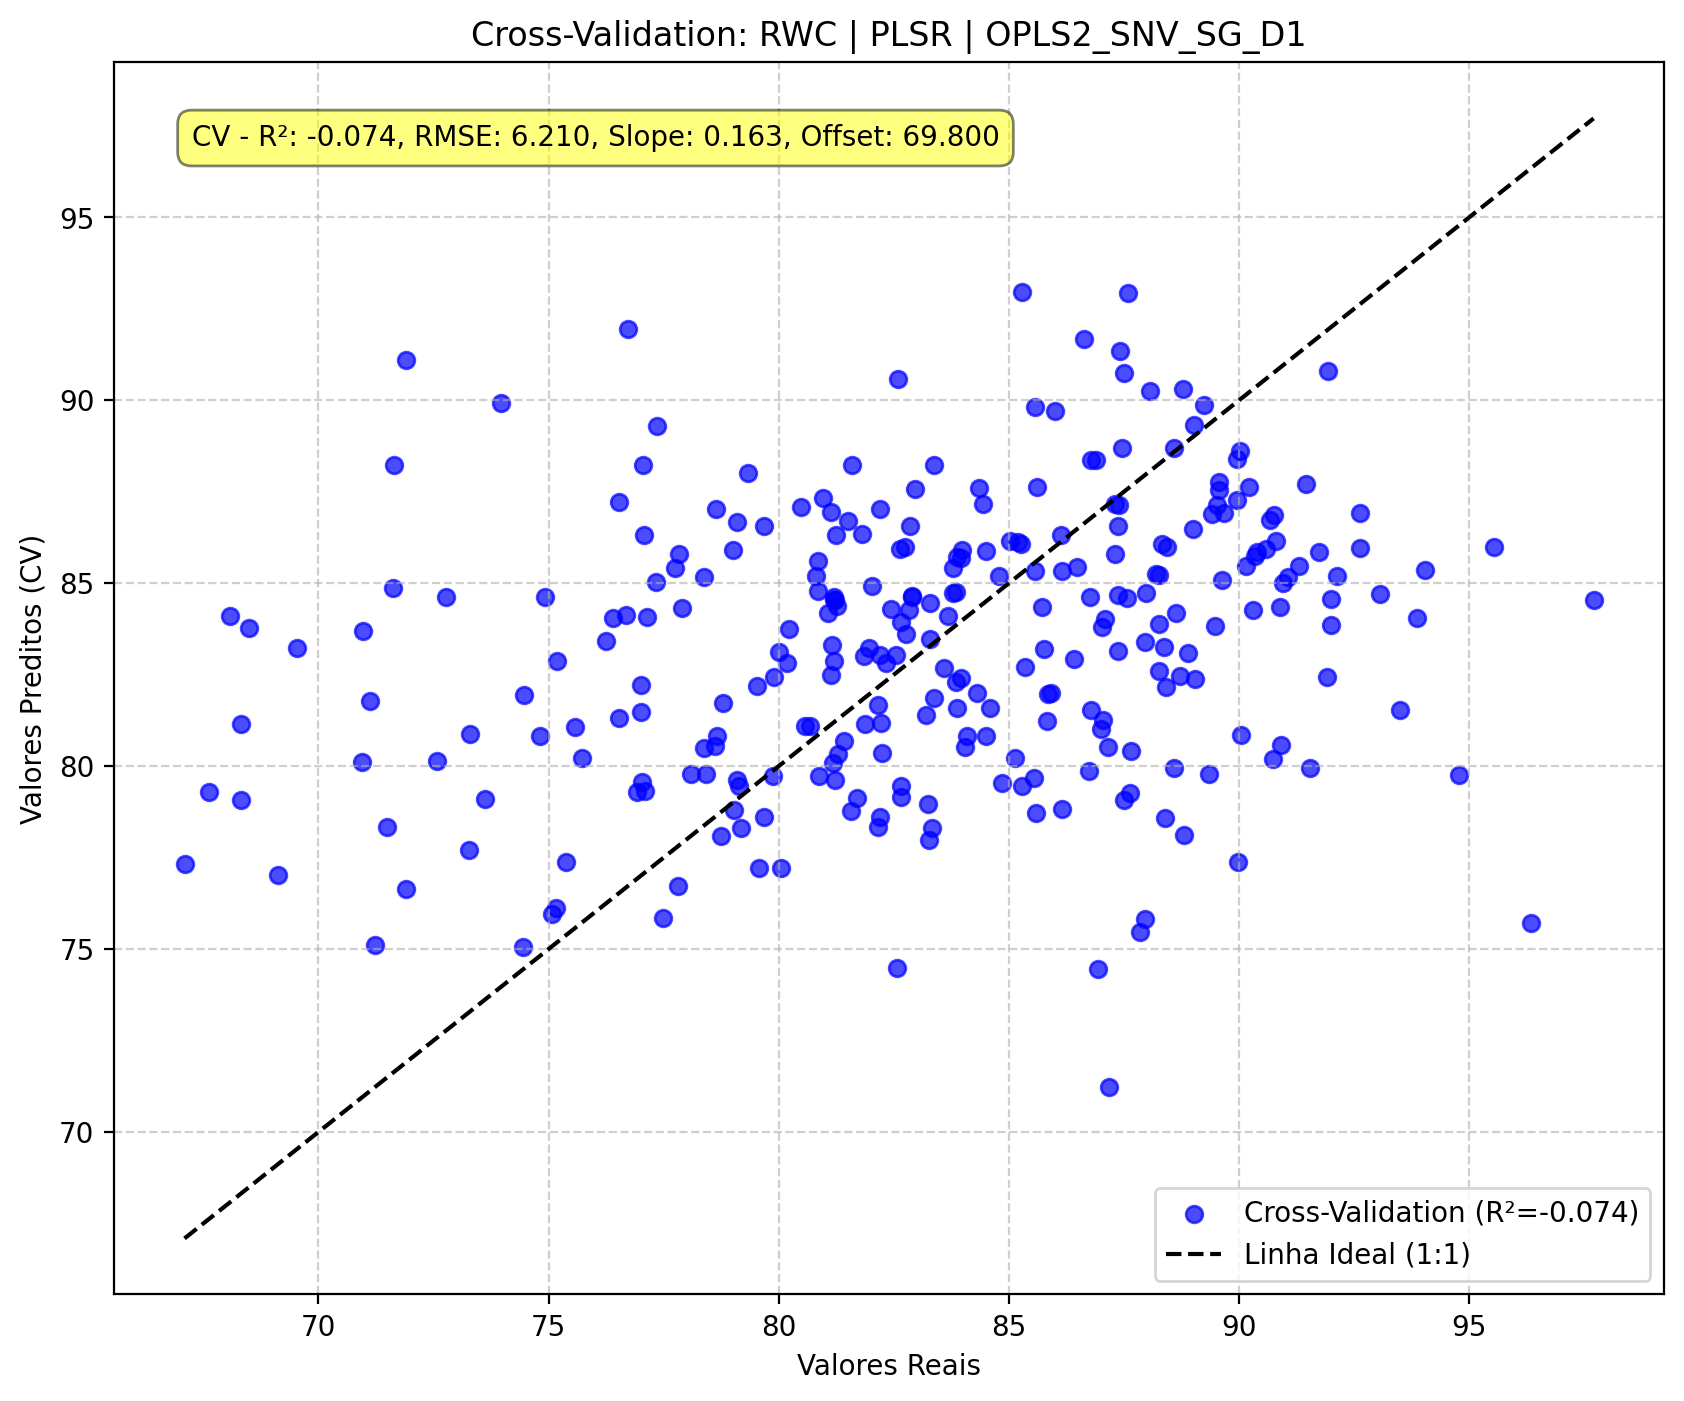 Cross-Validation: RWC | PLSR | OPLS2_SNV_SG_D1
CV - R²: -0.074, RMSE: 6.210, Slope: 0.163, Offset: 69.800
Valores Preditos (CV)
95
90
85
80
75
70
Cross-Validation (R²=-0.074)
Linha Ideal (1:1)
70 75 80 85 90 95
Valores Reais